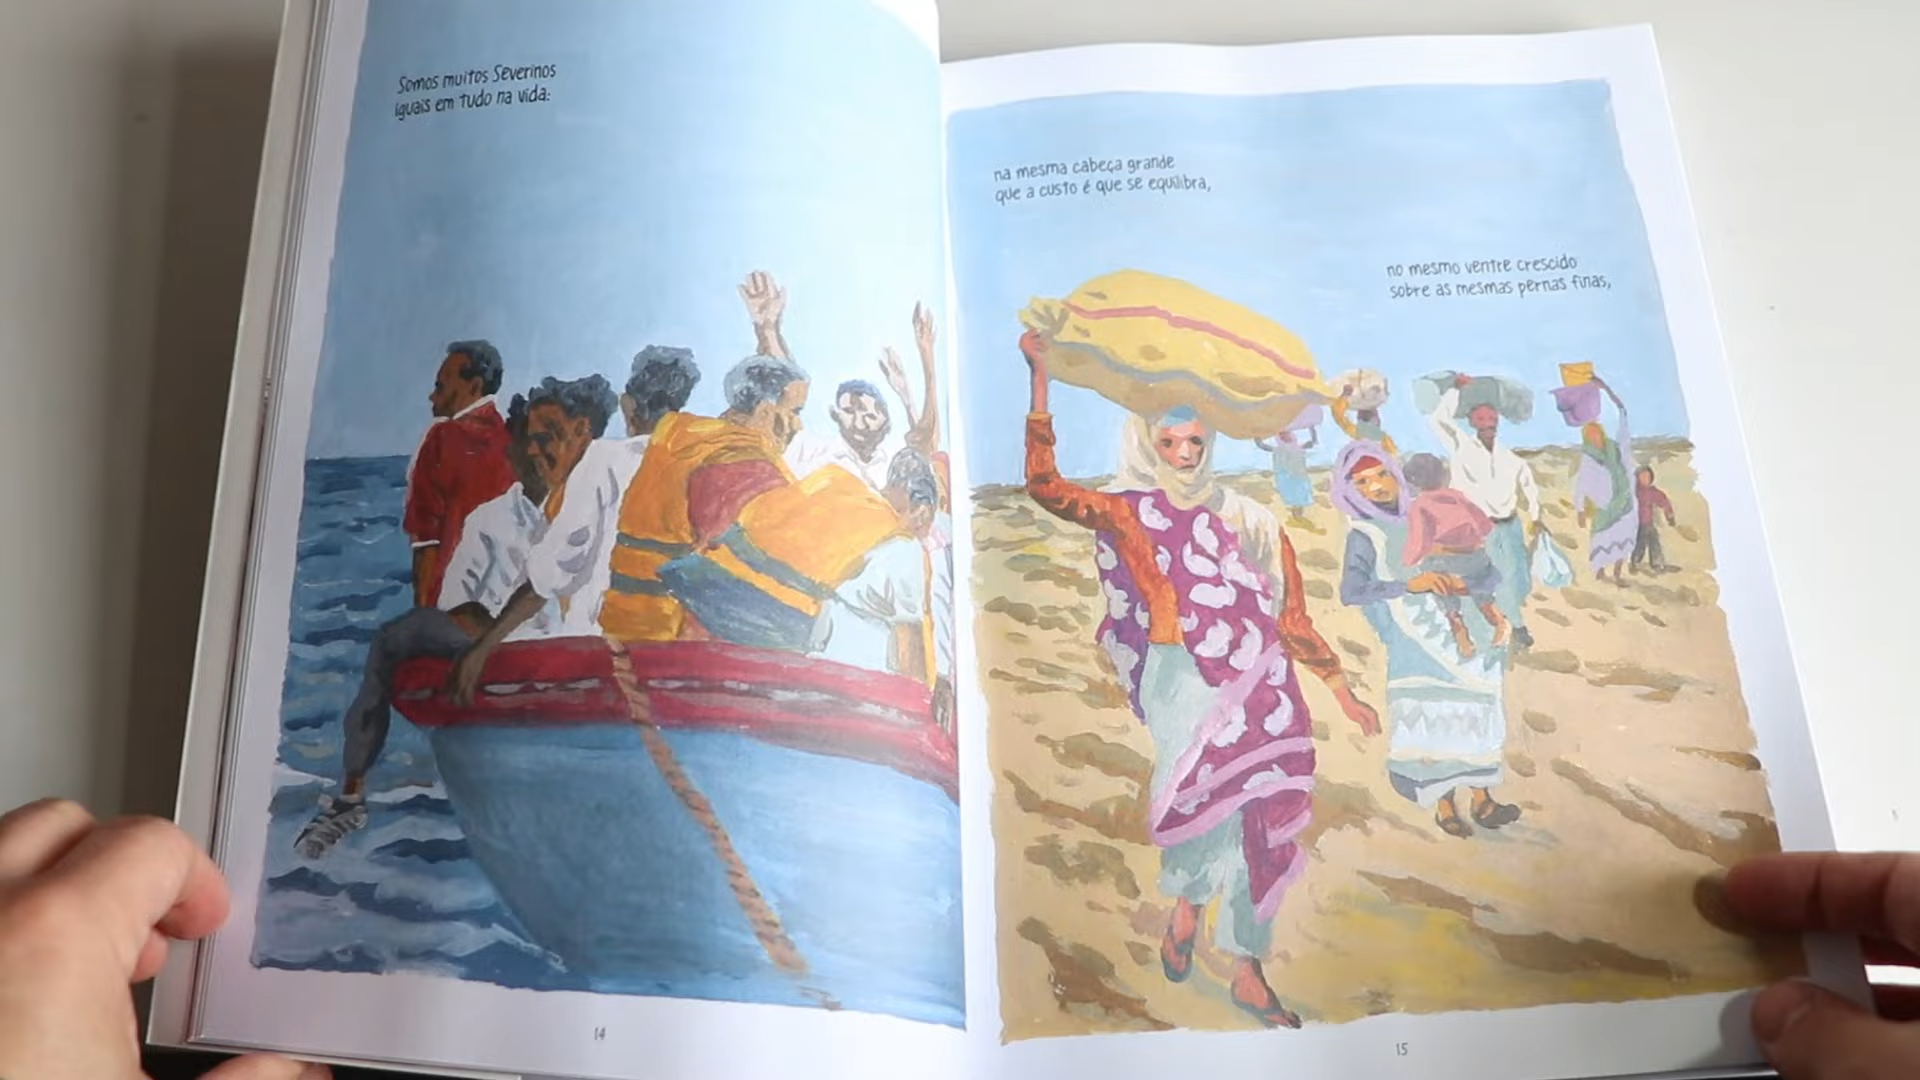 Somos muitos Severinos
iguais em tudo na vida:
na mesma cabeça grande
que a custo é que se equilibra,
no mesmo ventre crescido
sobre as mesmas pernas finas,
14
15